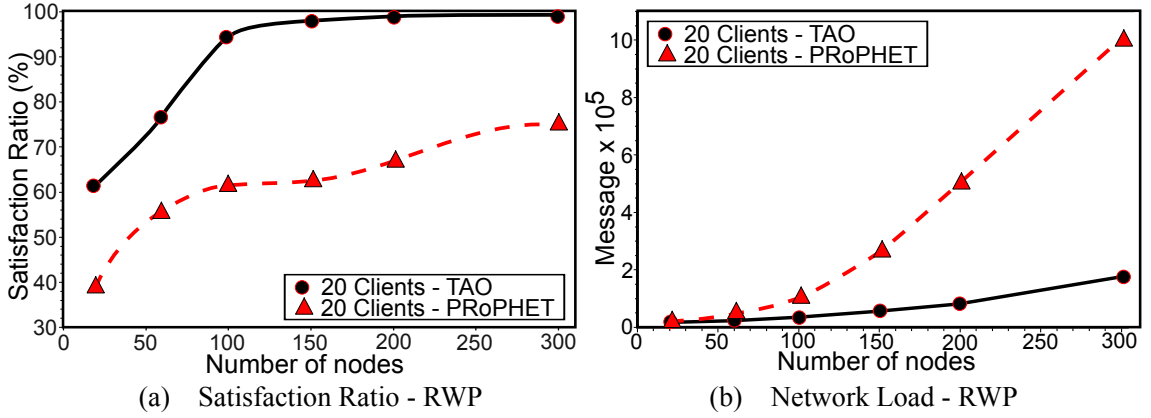 Satisfaction Ratio (%)
100
90
80
70
60
50
40
30
20 Clients - TAO
20 Clients - PRoPHET
0 50 100 150 200 250 300
Number of nodes
(a) Satisfaction Ratio - RWP
Message x 10⁵
10
8
6
4
2
0
20 Clients - TAO
20 Clients - PRoPHET
0 50 100 150 200 250 300
Number of nodes
(b) Network Load - RWP